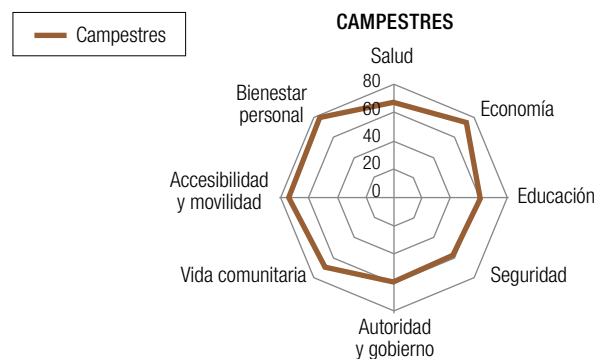 Campestres
CAMPESTRES
Salud
80
60
40
20
0
Economía
Educación
Seguridad
Autoridad
y gobierno
Vida comunitaria
Accesibilidad
y movilidad
Bienestar
personal